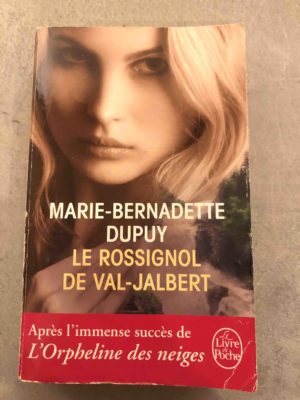 MARIE-BERNADETTE
DUPUY
LE ROSSIGNOL
DE VAL-JALBERT
Après l'immense succès de
L'Orpheline des neiges
Le Livre
de Poche